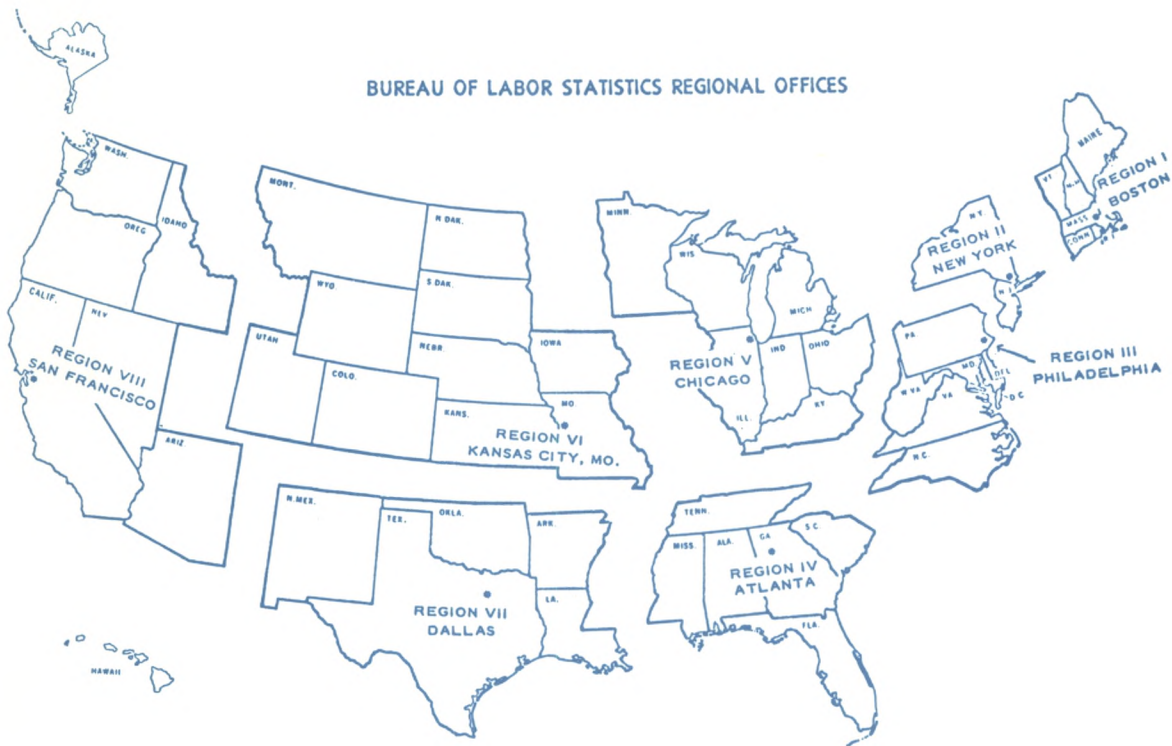 BUREAU OF LABOR STATISTICS REGIONAL OFFICES
ALASKA
WASH.
OREG
IDAHO
CALIF.
NEV
REGION VIII
SAN FRANCISCO
ARIZ.
HAWAII
MONT.
N.DAK.
WYO.
S.DAK.
NEBR
UTAH
COLO.
KANS.
IOWA
MO
REGION VI
KANSAS CITY, MO.
N.MEX.
TEX.
OKLA.
ARK.
LA.
REGION VII
DALLAS
MINN.
WIS
MICH
REGION V
CHICAGO
ILL.
IND
OHIO
KY
TENN.
MISS.
ALA.
GA
S.C.
REGION IV
ATLANTA
FLA.
MAINE
VT
N.H.
MASS
CONN
REGION I
BOSTON
N.Y.
REGION II
NEW YORK
N.J.
PA
MD.
DEL
D C
W VA
VA
N.C.
REGION III
PHILADELPHIA